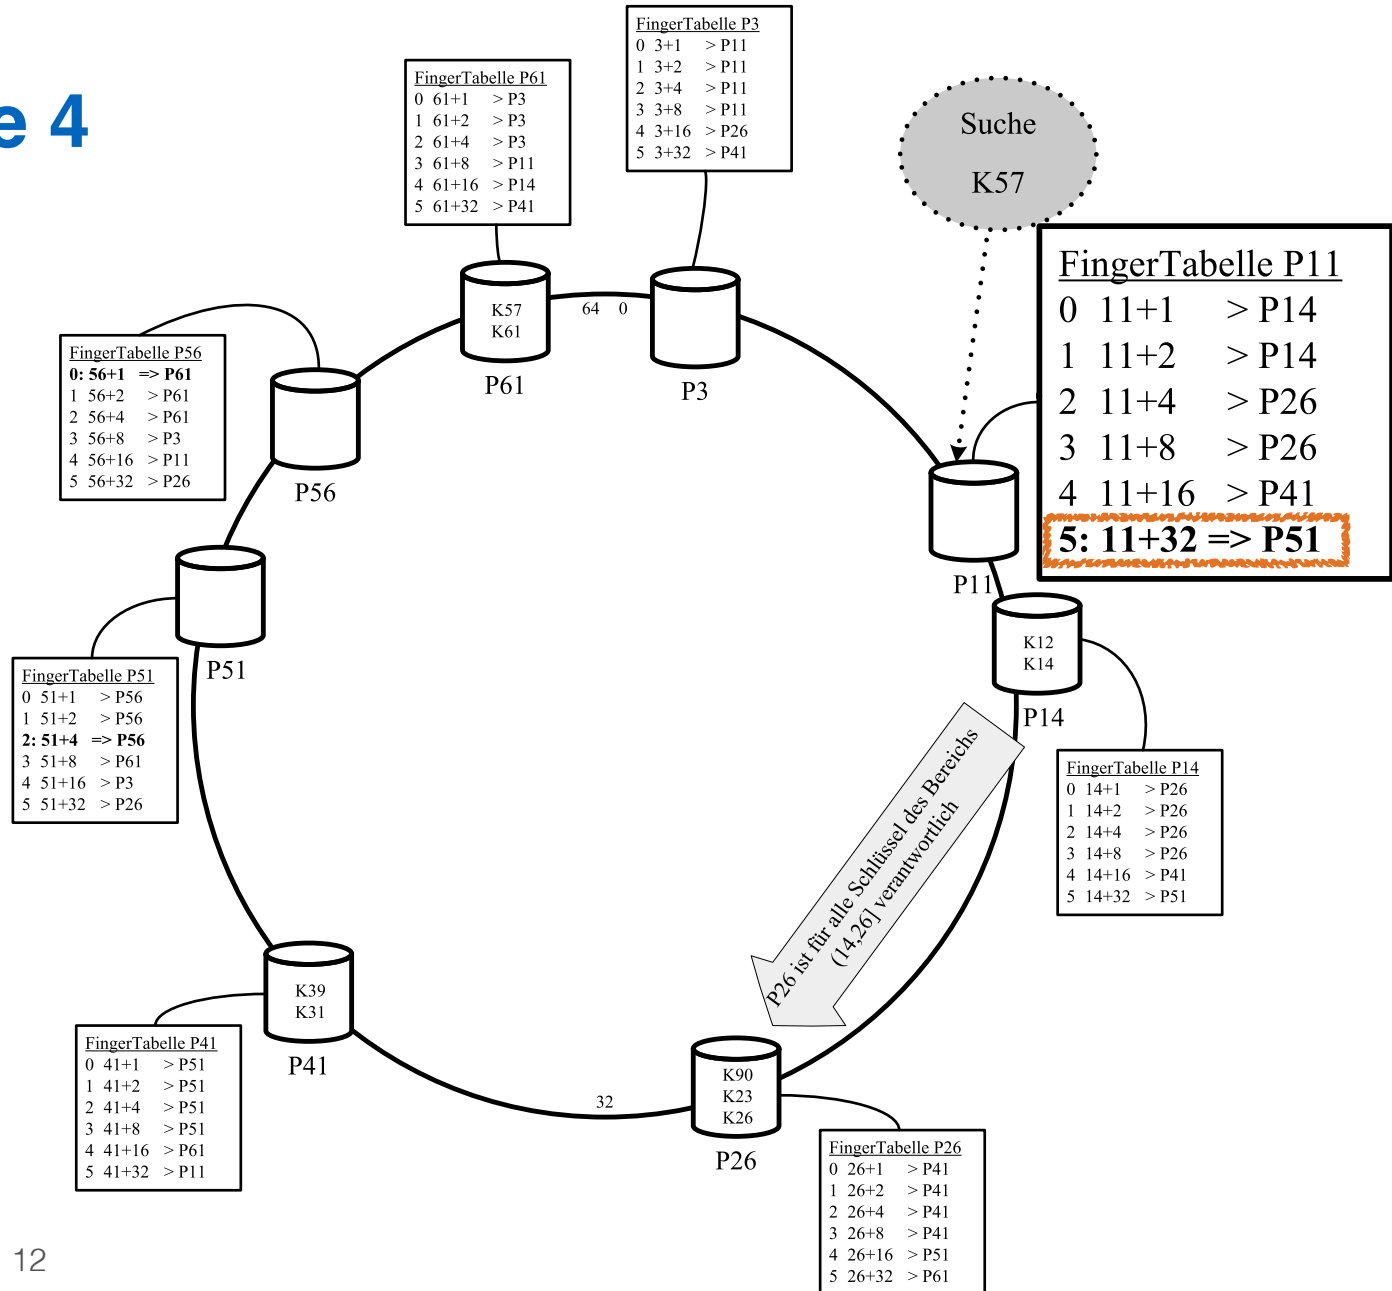 e 4
FingerTabelle P3
0 3+1 > P11
1 3+2 > P11
2 3+4 > P11
3 3+8 > P11
4 3+16 > P26
5 3+32 > P41
FingerTabelle P61
0 61+1 > P3
1 61+2 > P3
2 61+4 > P3
3 61+8 > P11
4 61+16 > P14
5 61+32 > P41
Suche
K57
FingerTabelle P11
0 11+1 > P14
1 11+2 > P14
2 11+4 > P26
3 11+8 > P26
4 11+16 > P41
5: 11+32 => P51
K57
K61
P61
64 0
P3
FingerTabelle P56
0: 56+1 => P61
1 56+2 > P61
2 56+4 > P61
3 56+8 > P3
4 56+16 > P11
5 56+32 > P26
P56
P11
K12
K14
P14
P51
FingerTabelle P51
0 51+1 > P56
1 51+2 > P56
2: 51+4 => P56
3 51+8 > P61
4 51+16 > P3
5 51+32 > P26
P26 ist für alle Schlüssel des Bereichs
(14,26] verantwortlich
FingerTabelle P14
0 14+1 > P26
1 14+2 > P26
2 14+4 > P26
3 14+8 > P26
4 14+16 > P41
5 14+32 > P51
K39
K31
P41
FingerTabelle P41
0 41+1 > P51
1 41+2 > P51
2 41+4 > P51
3 41+8 > P51
4 41+16 > P61
5 41+32 > P11
32
K90
K23
K26
P26
FingerTabelle P26
0 26+1 > P41
1 26+2 > P41
2 26+4 > P41
3 26+8 > P41
4 26+16 > P51
5 26+32 > P61
12